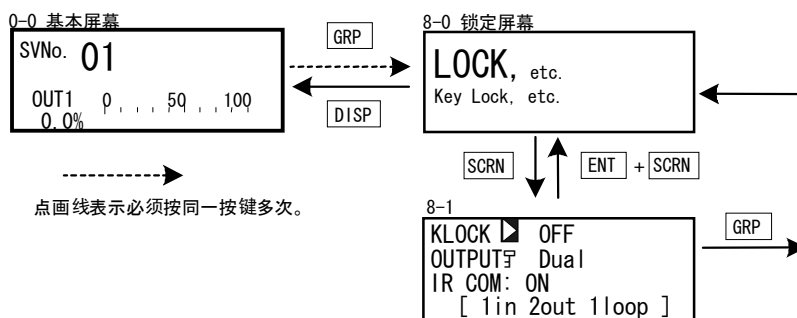 0-0 基本屏幕
SVNo. 01
OUT1 0 50 100
0.0%
GRP
DISP
8-0 锁定屏幕
LOCK, etc.
Key Lock, etc.
点画线表示必须按同一按键多次。
SCRN
ENT + SCRN
8-1
KLOCK OFF
OUTPUT Dual
IR COM: ON
[ 1in 2out 1loop ]
GRP